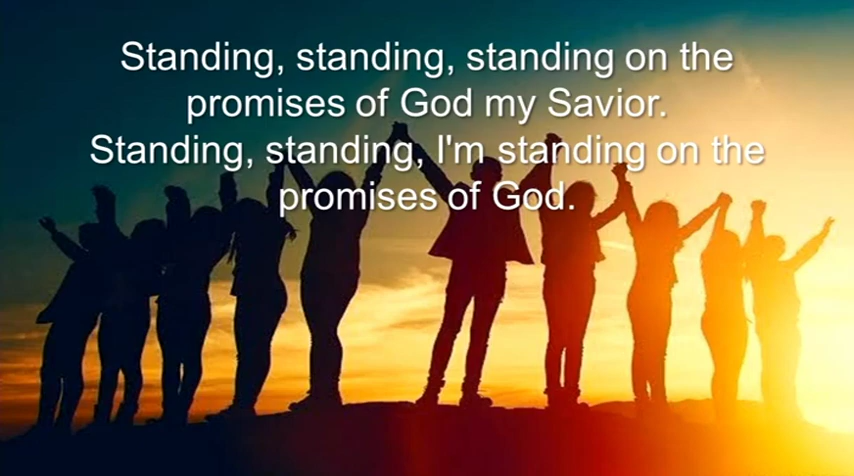 Standing, standing, standing on the
promises of God my Savior.
Standing, standing, I'm standing on the
promises of God.